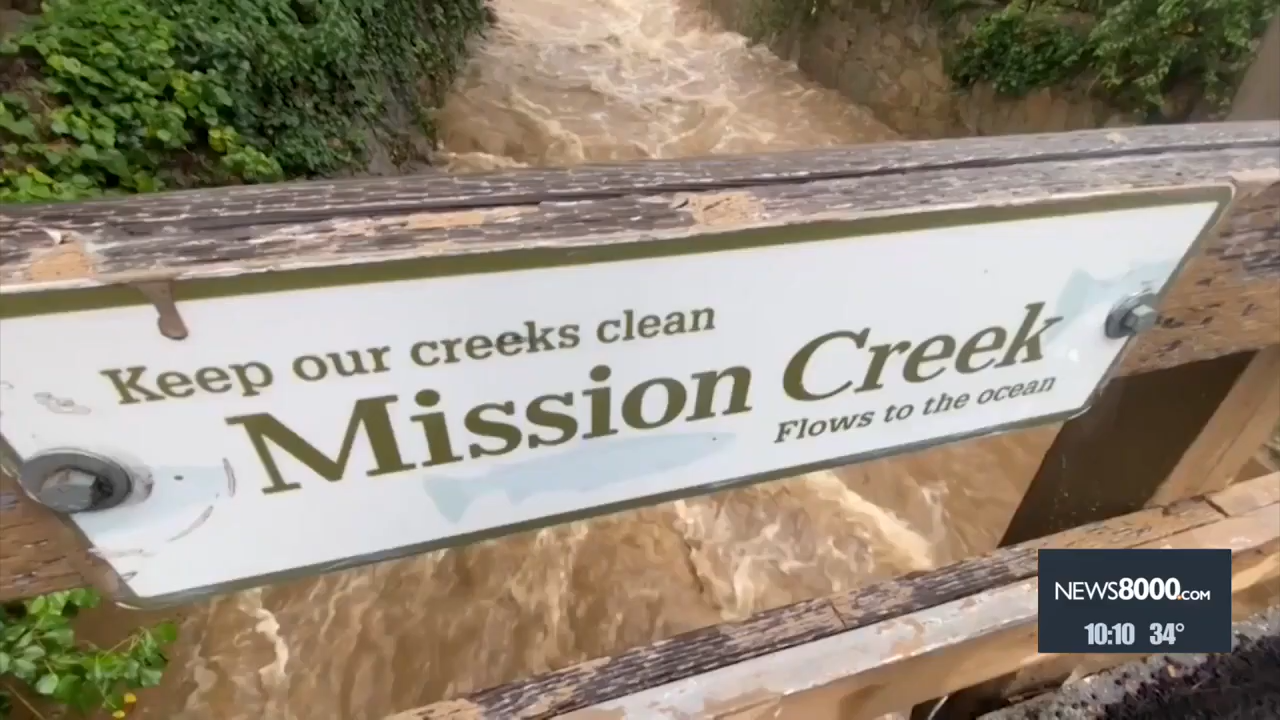 Keep our creeks clean
Mission Creek
Flows to the ocean
NEWS8000.COM
10:10 34°